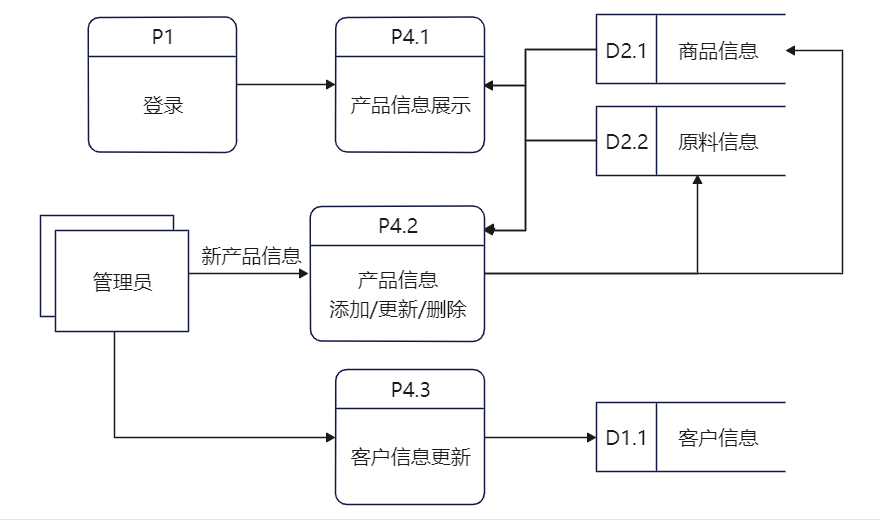 P1
登录
P4.1
产品信息展示
D2.1
商品信息
D2.2
原料信息
管理员
新产品信息
P4.2
产品信息
添加/更新/删除
P4.3
客户信息更新
D1.1
客户信息